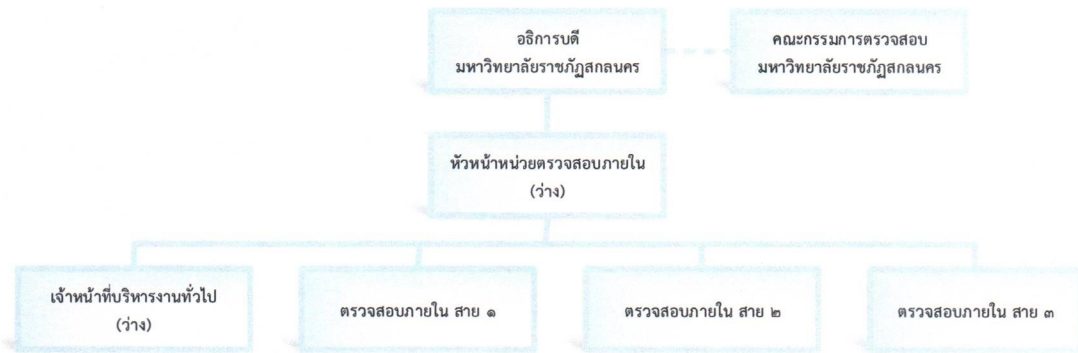 อธิการบดี
มหาวิทยาลัยราชภัฏสกลนคร
คณะกรรมการตรวจสอบ
มหาวิทยาลัยราชภัฏสกลนคร
หัวหน้าหน่วยตรวจสอบภายใน
(ว่าง)
เจ้าหน้าที่บริหารงานทั่วไป
(ว่าง)
ตรวจสอบภายใน สาย ๑
ตรวจสอบภายใน สาย ๒
ตรวจสอบภายใน สาย ๓